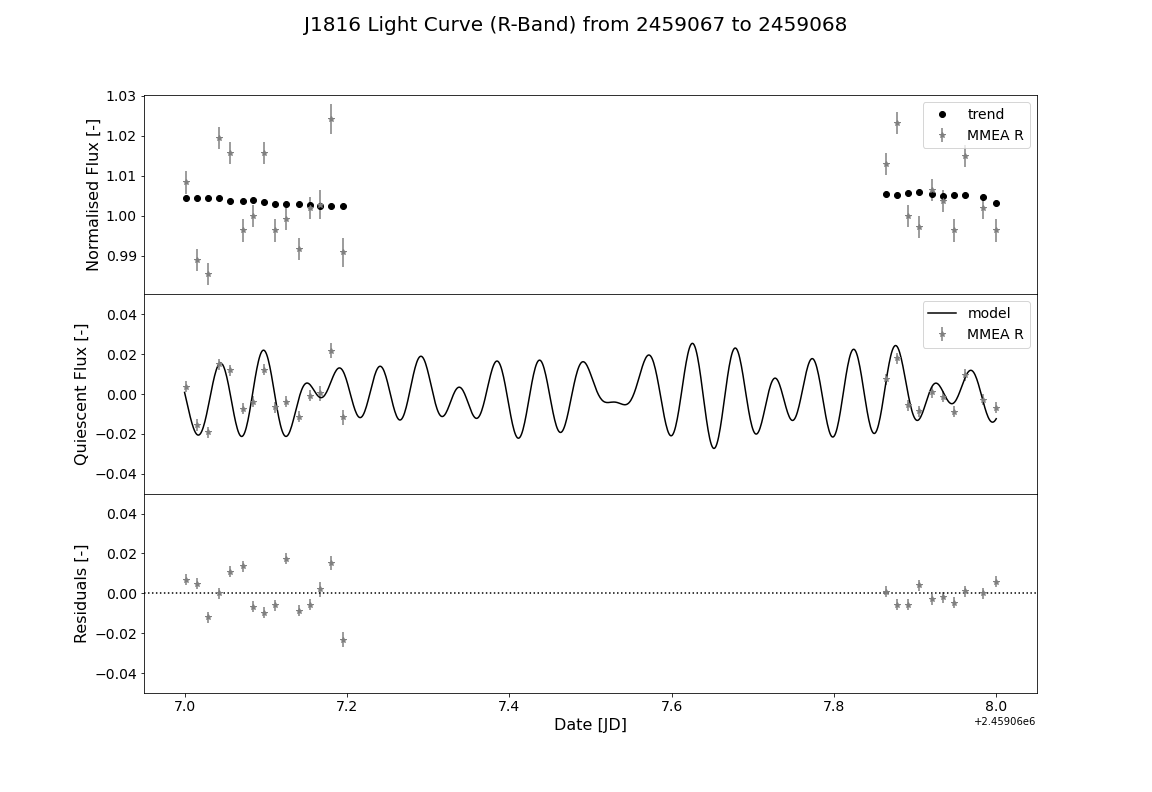 J1816 Light Curve (R-Band) from 2459067 to 2459068
Normalised Flux [-]
1.03
1.02
1.01
1.00
0.99
trend
MMEA R
Quiescent Flux [-]
0.04
0.02
0.00
−0.02
−0.04
model
MMEA R
Residuals [-]
0.04
0.02
0.00
−0.02
−0.04
7.0 7.2 7.4 7.6 7.8 8.0
Date [JD]
+2.45906e6